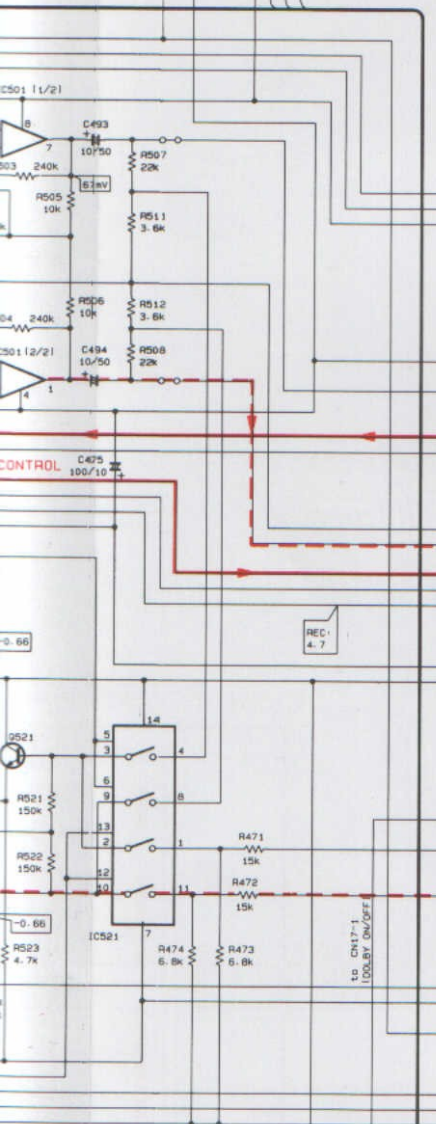 C501 (1/2)
8
C493
7
10/50
R507
22k
503 240k
67mV
R505
10k
R511
3.6k
R506
10k
R512
3.6k
04 240k
C501 (2/2)
C494
10/50
R508
22k
4
1
CONTROL
C475
100/10
+
REC:
4.7
-0.66
14
Q521
5
3
4
6
R521
150k
9
8
13
2
1
R471
15k
R522
150k
12
10
11
R472
15k
-0.66
IC521
7
R523
4.7k
R474
6.8k
R473
6.8k
to CN17-1
(DOLBY ON/OFF)